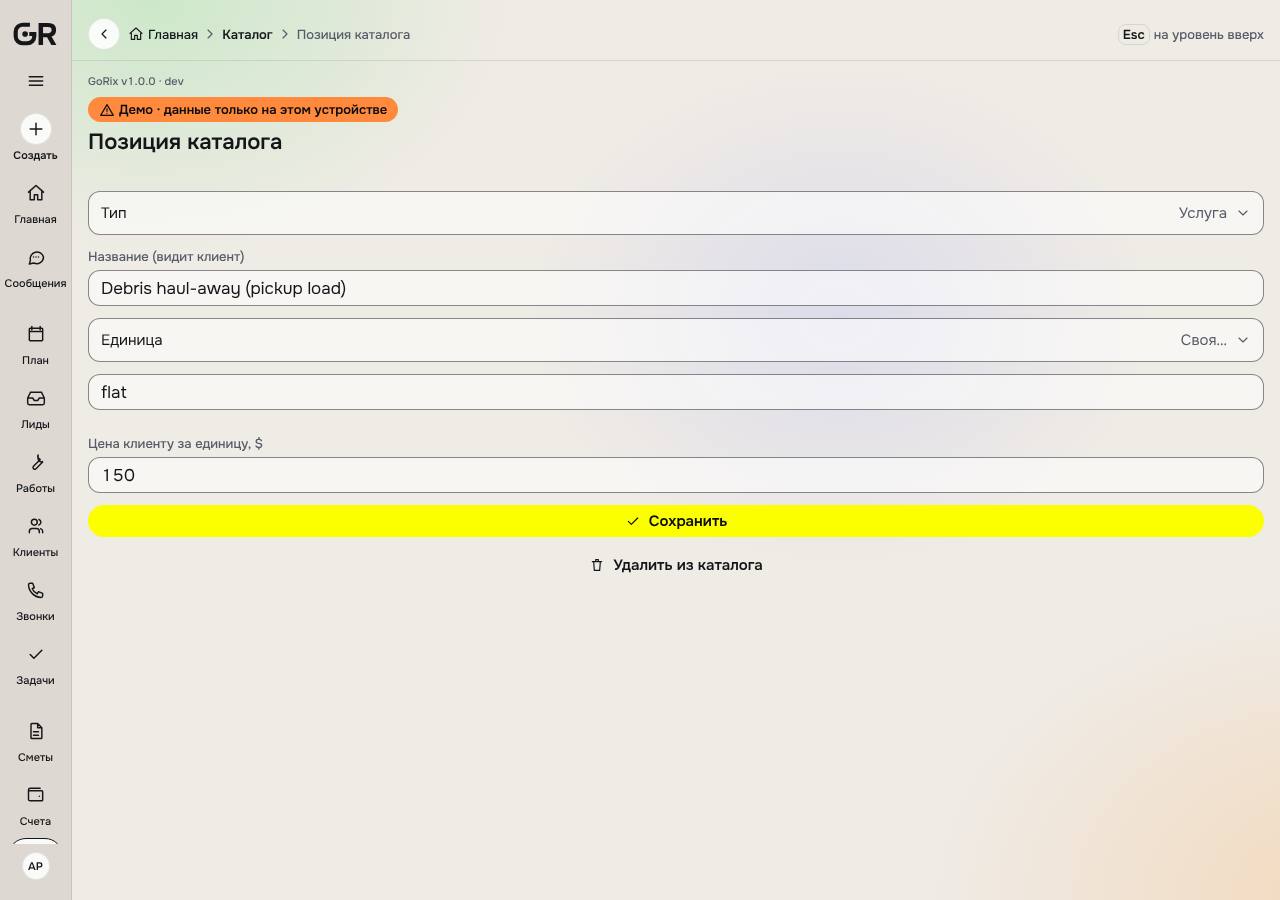 GR
Создать
Главная
Сообщения
План
Лиды
Работы
Клиенты
Звонки
Задачи
Сметы
Счета
AP
Главная
Каталог
Позиция каталога
Esc на уровень вверх
GoRix v1.0.0 · dev
Демо · данные только на этом устройстве
Позиция каталога
Тип
Услуга
Название (видит клиент)
Debris haul-away (pickup load)
Единица
Своя...
flat
Цена клиенту за единицу, $
150
Сохранить
Удалить из каталога